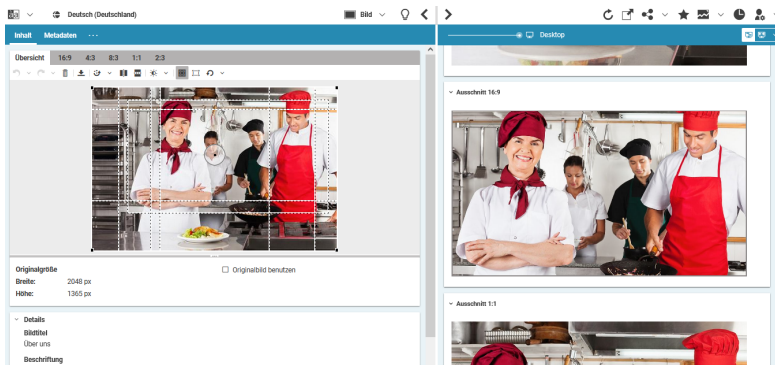 Deutsch (Deutschland)
Bild
Inhalt Metadaten ···
Desktop
Übersicht 16:9 4:3 8:3 1:1 2:3
Originalgröße
Originalbild benutzen
Breite: 2048 px
Höhe: 1365 px
Details
Bildtitel
Über uns
Beschriftung
Ausschnitt 16:9
Ausschnitt 1:1